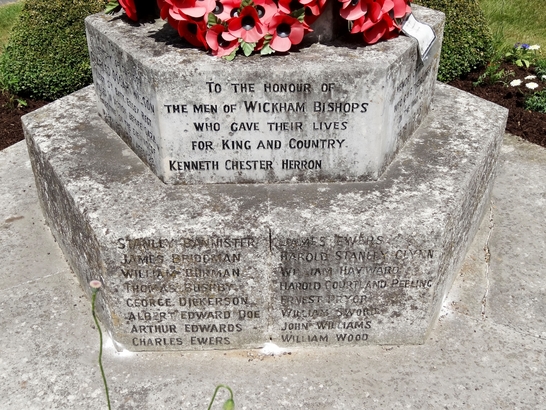 TO THE HONOUR OF
THE MEN OF WICKHAM BISHOPS
WHO GAVE THEIR LIVES
FOR KING AND COUNTRY.
KENNETH CHESTER HERRON
STANLEY BANNISTER
JAMES BRIDGMAN
WILLIAM BURMAN
THOMAS BUSHBY
GEORGE DICKERSON
ALBERT EDWARD DOE
ARTHUR EDWARDS
CHARLES EWERS
JAMES EWERS
HAROLD STANLEY GLYNN
WILLIAM HAYWARD
HAROLD COURTLAND PEELING
ERNEST PRYOR
WILLIAM SWORD
JOHN WILLIAMS
WILLIAM WOOD